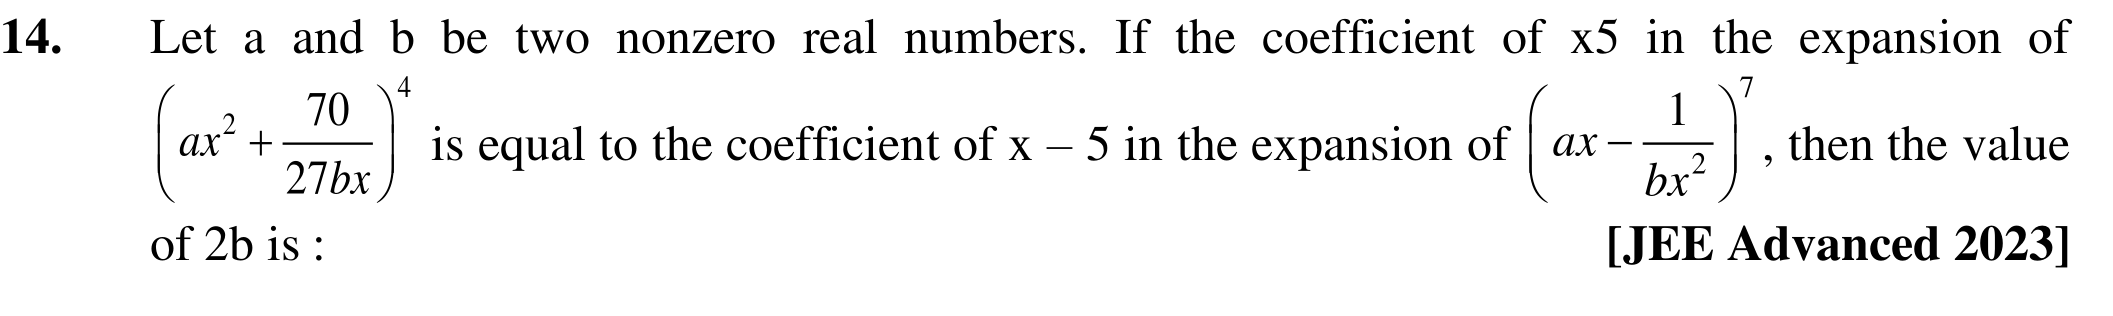 14. Let a and b be two nonzero real numbers. If the coefficient of x5 in the expansion of
$\left(ax^2 + \frac{70}{27bx}\right)^4$ is equal to the coefficient of x – 5 in the expansion of $\left(ax - \frac{1}{bx^2}\right)^7$, then the value
of 2b is : [JEE Advanced 2023]